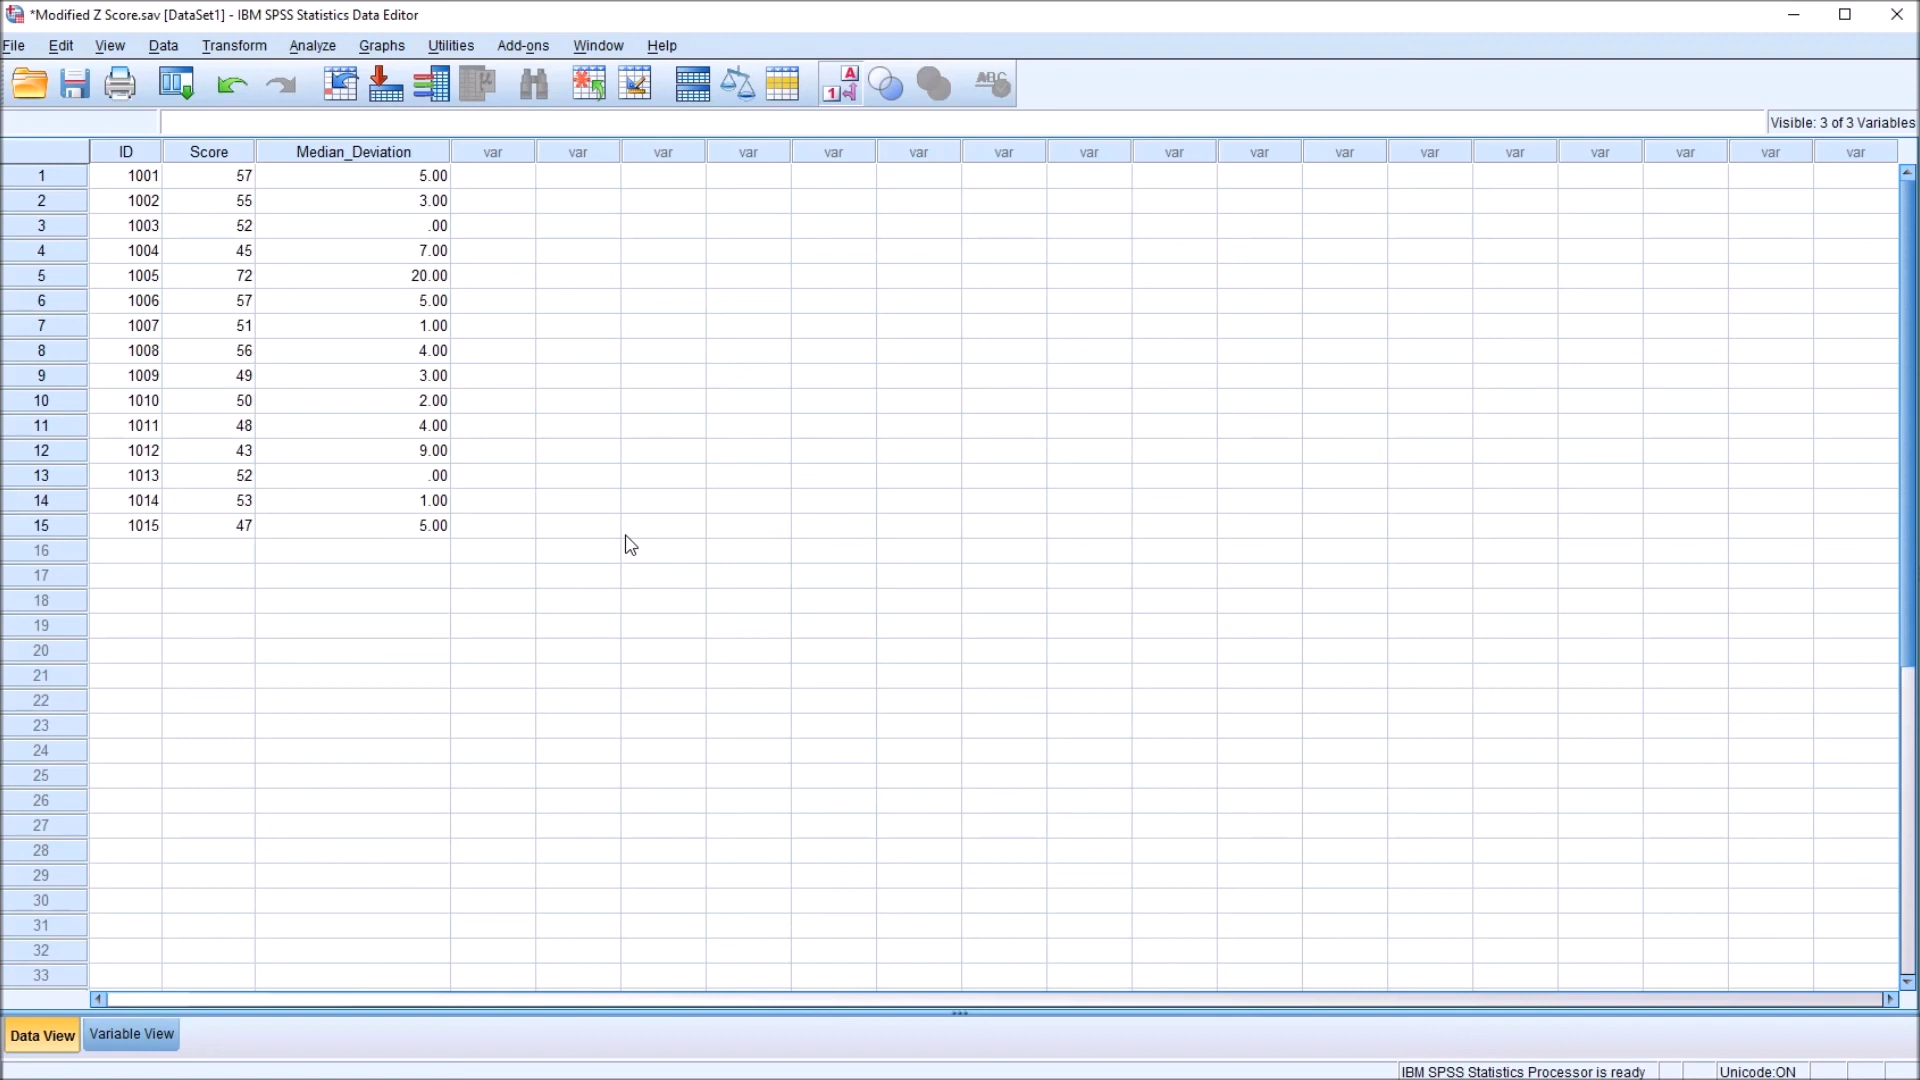 *Modified Z Score.sav [DataSet1] - IBM SPSS Statistics Data Editor
File Edit View Data Transform Analyze Graphs Utilities Add-ons Window Help
A
1
ABC
Visible: 3 of 3 Variables
ID Score Median_Deviation var var var var var var var var var var var var var var var var var
1 1001 57 5.00
2 1002 55 3.00
3 1003 52 .00
4 1004 45 7.00
5 1005 72 20.00
6 1006 57 5.00
7 1007 51 1.00
8 1008 56 4.00
9 1009 49 3.00
10 1010 50 2.00
11 1011 48 4.00
12 1012 43 9.00
13 1013 52 .00
14 1014 53 1.00
15 1015 47 5.00
16
17
18
19
20
21
22
23
24
25
26
27
28
29
30
31
32
33
Data View Variable View
IBM SPSS Statistics Processor is ready Unicode:ON